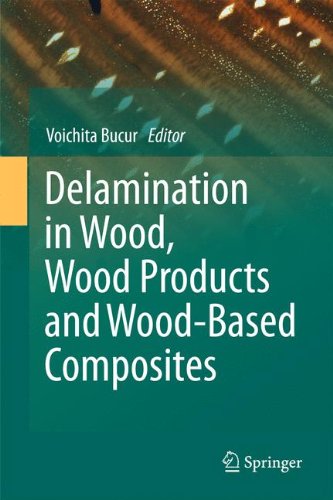 Voichita Bucur Editor
Delamination
in Wood,
Wood Products
and Wood-Based
Composites
Springer